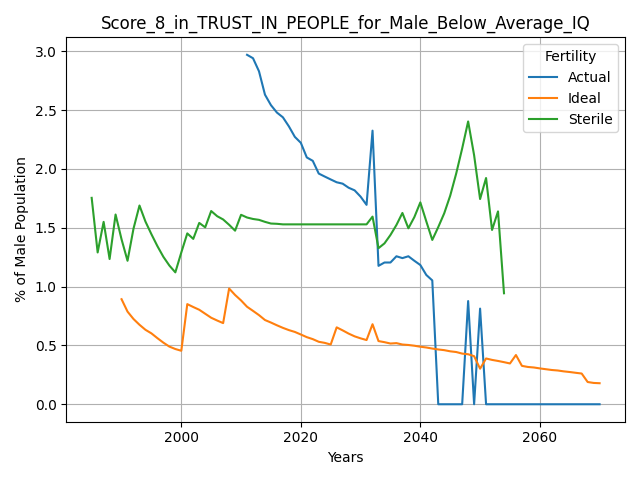 Score_8_in_TRUST_IN_PEOPLE_for_Male_Below_Average_IQ
% of Male Population
3.0
2.5
2.0
1.5
1.0
0.5
0.0
Fertility
Actual
Ideal
Sterile
2000
2020
2040
2060
Years